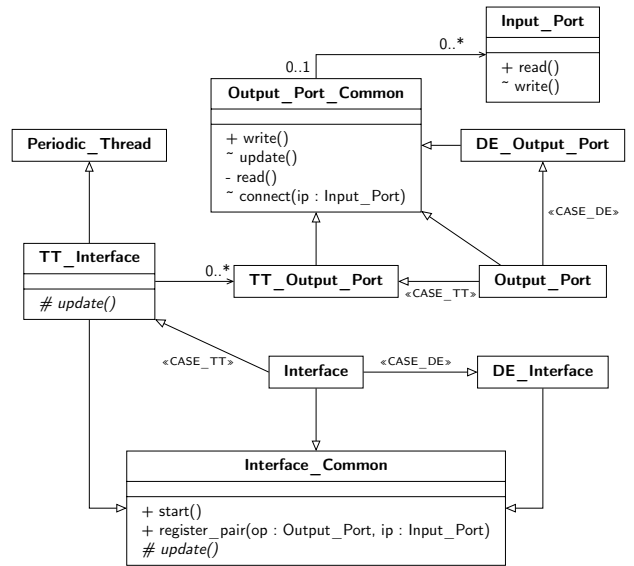 Input_Port
+ read()
~ write()
0..*
0..1
Output_Port_Common
+ write()
~ update()
- read()
~ connect(ip : Input_Port)
Periodic_Thread
DE_Output_Port
«CASE_DE»
TT_Interface
# update()
0..*
TT_Output_Port
«CASE_TT»
Output_Port
«CASE_TT»
Interface
«CASE_DE»
DE_Interface
Interface_Common
+ start()
+ register_pair(op : Output_Port, ip : Input_Port)
# update()